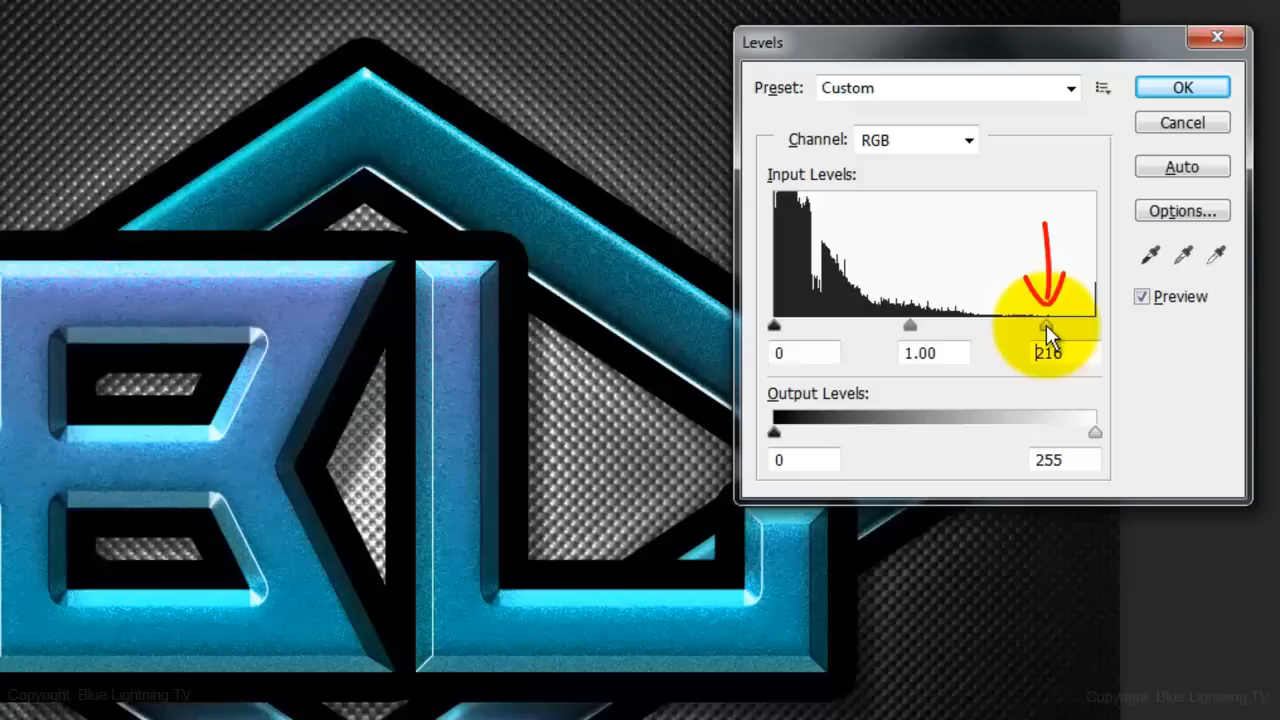 Levels
Preset: Custom
OK
Cancel
Channel: RGB
Auto
Input Levels:
Options...
Preview
0 1.00 216
Output Levels:
0 255
BL
Copyright: Blue Lightning TV
Copyright: Blue Lightning TV